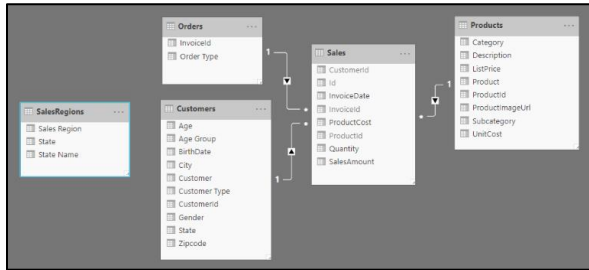 Orders
InvoiceId
Order Type
SalesRegions
Sales Region
State
State Name
Customers
Age
Age Group
BirthDate
City
Customer
Customer Type
CustomerId
Gender
State
Zipcode
Sales
CustomerId
Id
InvoiceDate
InvoiceId
ProductCost
ProductId
Quantity
SalesAmount
Products
Category
Description
ListPrice
Product
ProductId
ProductImageUrl
Subcategory
UnitCost
1
*
1
*
1
*